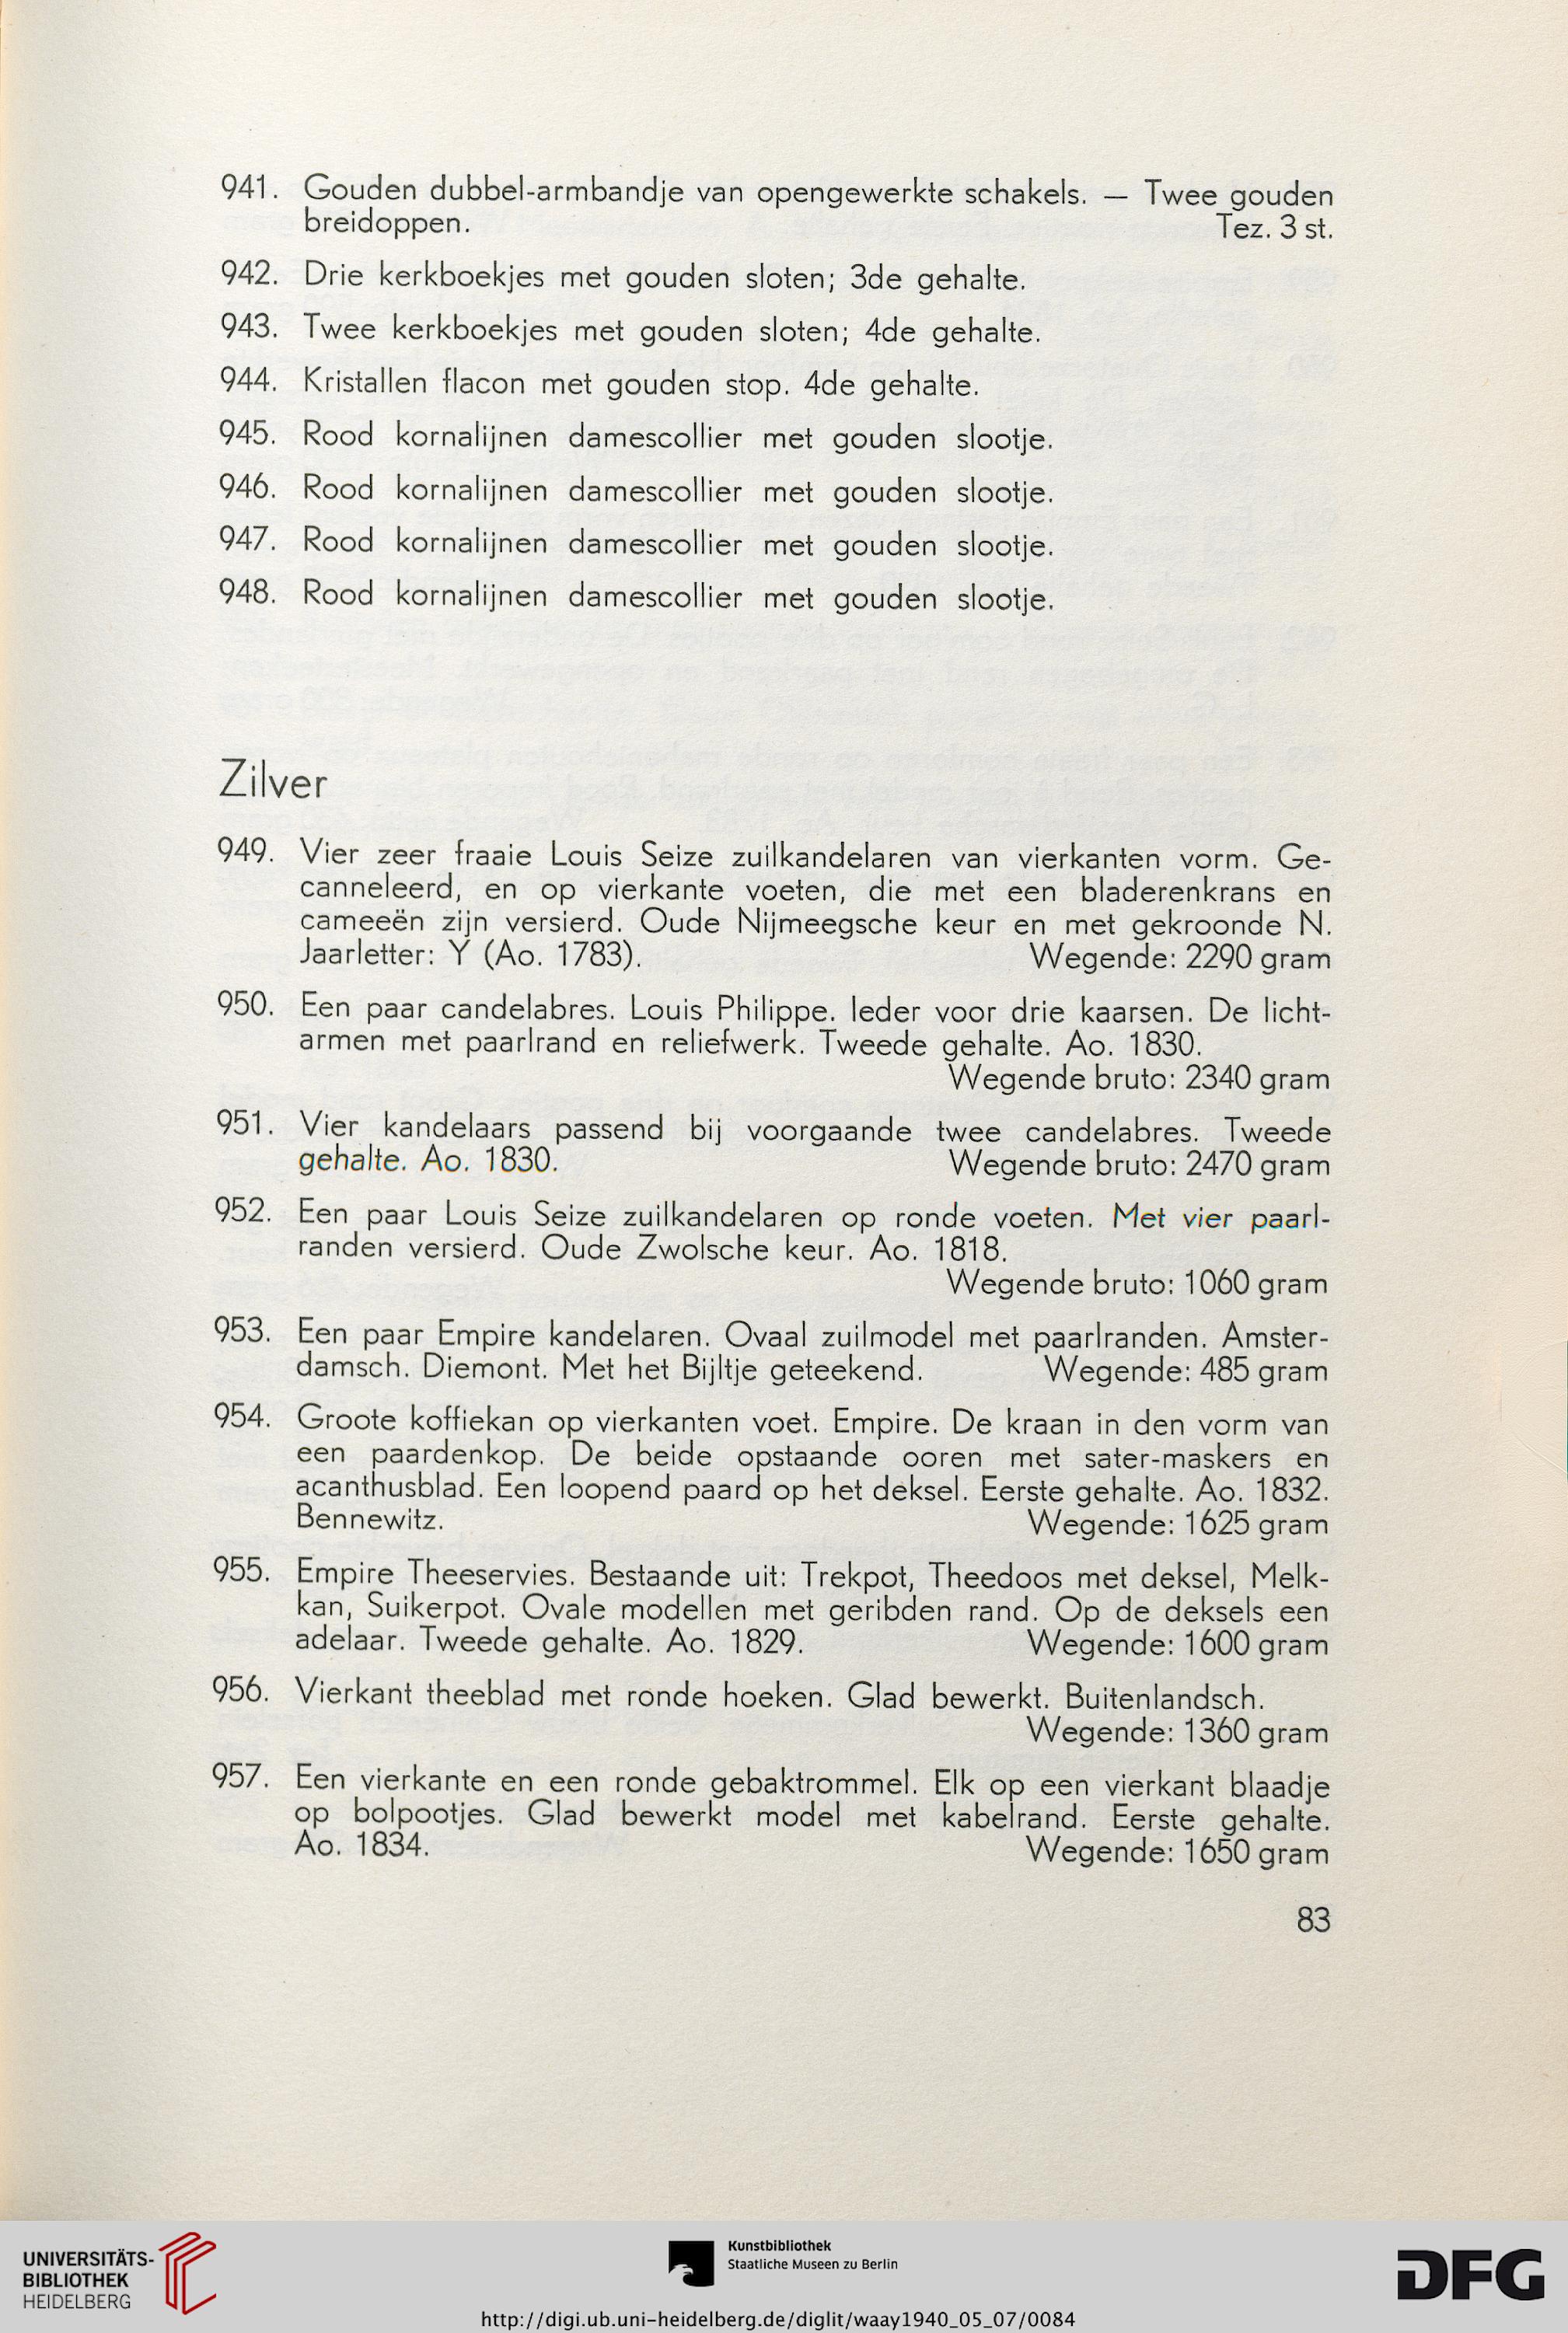 941. Gouden dubbel-armbandje van opengewerkte schakels. — Twee gouden
breidoppen. Tez. 3 st.
942. Drie kerkboekjes met gouden sloten; 3de gehalte.
943. Twee kerkboekjes met gouden sloten; 4de gehalte.
944. Kristallen flacon met gouden stop. 4de gehalte.
945. Rood kornalijnen damescollier met gouden slootje.
946. Rood kornalijnen damescollier met gouden slootje.
947. Rood kornalijnen damescollier met gouden slootje.
948. Rood kornalijnen damescollier met gouden slootje.
Zilver
949. Vier zeer fraaie Louis Seize zuilkandelaren van vierkanten vorm. Ge-
canneleerd, en op vierkante voeten, die met een bladerenkrans en
cameeën zijn versierd. Oude Nijmeegsche keur en met gekroonde N.
Jaarletter: Y (Ao. 1783). Wegende: 2290 gram
950. Een paar candelabres. Louis Philippe. Ieder voor drie kaarsen. De licht-
armen met paarlrand en reliefwerk. Tweede gehalte. Ao. 1830.
Wegende bruto: 2340 gram
951. Vier kandelaars passend bij voorgaande twee candelabres. Tweede
gehalte. Ao. 1830. Wegende bruto: 2470 gram
952. Een paar Louis Seize zuilkandelaren op ronde voeten. Met vier paarl-
randen versierd. Oude Zwolsche keur. Ao. 1818.
Wegende bruto: 1060 gram
953. Een paar Empire kandelaren. Ovaal zuilmodel met paarlranden. Amster-
damsch. Diemont. Met het Bijltje geteekend. Wegende: 485 gram
954. Groote koffiekan op vierkanten voet. Empire. De kraan in den vorm van
een paardenkop. De beide opstaande ooren met sater-maskers en
acanthusblad. Een loopend paard op het deksel. Eerste gehalte. Ao. 1832.
Bennewitz. Wegende: 1625 gram
955. Empire Theeservies. Bestaande uit: Trekpot, Theedoos met deksel, Melk-
kan, Suikerpot. Ovale modellen met geribden rand. Op de deksels een
adelaar. Tweede gehalte. Ao. 1829. Wegende: 1600 gram
956. Vierkant theeblad met ronde hoeken. Glad bewerkt. Buitenlandsch.
Wegende: 1360 gram
957. Een vierkante en een ronde gebaktrommel. Elk op een vierkant blaadje
op bolpootjes. Glad bewerkt model met kabelrand. Eerste gehalte.
Ao. 1834. Wegende: 1650 gram
83
UNIVERSITÄTS-
BIBLIOTHEK
HEIDELBERG
Kunstbibliothek
Staatliche Museen zu Berlin
DFG
http://digi.ub.uni-heidelberg.de/diglit/waay1940_05_07/0084